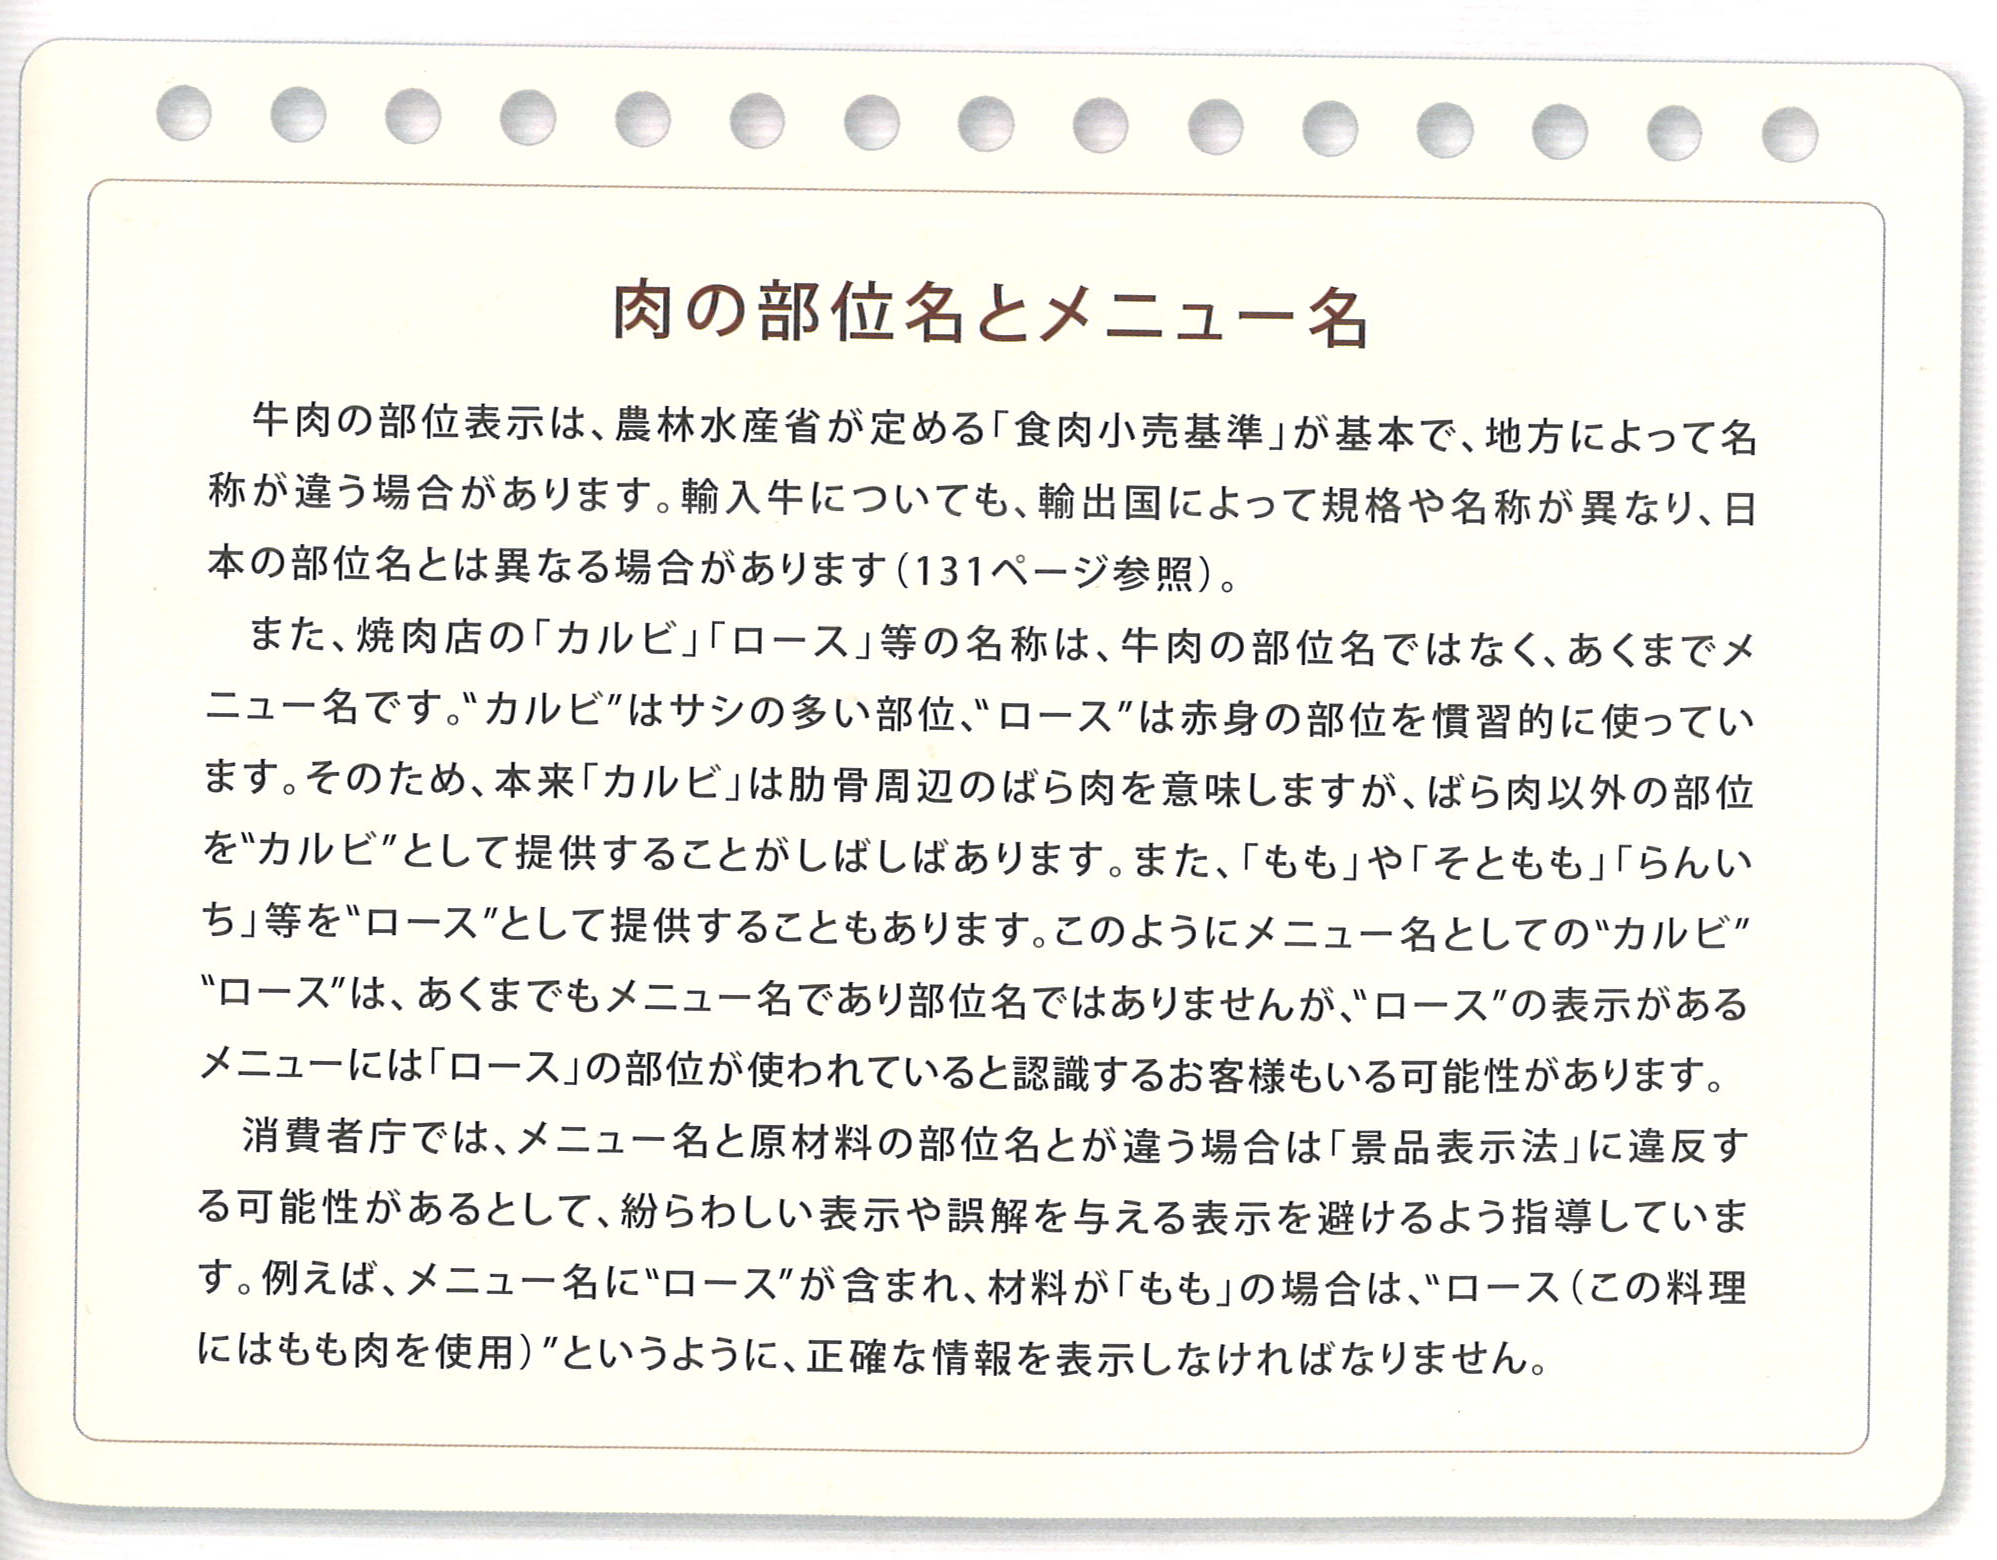 肉の部位名とメニュー名
　牛肉の部位表示は、農林水産省が定める「食肉小売基準」が基本で、地方によって名
称が違う場合があります。輸入牛についても、輸出国によって規格や名称が異なり、日
本の部位名とは異なる場合があります（131ページ参照）。
　また、焼肉店の「カルビ」「ロース」等の名称は、牛肉の部位名ではなく、あくまでメ
ニュー名です。〝カルビ″はサシの多い部位、〝ロース″は赤身の部位を慣習的に使ってい
ます。そのため、本来「カルビ」は肋骨周辺のばら肉を意味しますが、ばら肉以外の部位
を〝カルビ″として提供することがしばしばあります。また、「もも」や「そともも」「らんい
ち」等を〝ロース″として提供することもあります。このようにメニュー名としての〝カルビ″
〝ロース″は、あくまでもメニュー名であり部位名ではありませんが、〝ロース″の表示がある
メニューには「ロース」の部位が使われていると認識するお客様もいる可能性があります。
　消費者庁では、メニュー名と原材料の部位名とが違う場合は「景品表示法」に違反す
る可能性があるとして、紛らわしい表示や誤解を与える表示を避けるよう指導していま
す。例えば、メニュー名に〝ロース″が含まれ、材料が「もも」の場合は、〝ロース（この料理
にはもも肉を使用）″というように、正確な情報を表示しなければなりません。